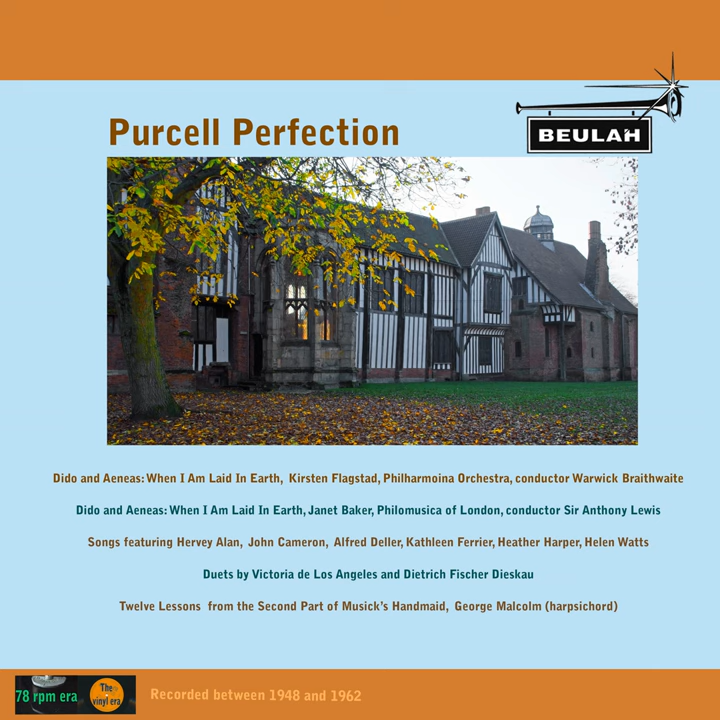 Purcell Perfection
BEULAH
Dido and Aeneas: When I Am Laid In Earth, Kirsten Flagstad, Philharmoina Orchestra, conductor Warwick Braithwaite
Dido and Aeneas: When I Am Laid In Earth, Janet Baker, Philomusica of London, conductor Sir Anthony Lewis
Songs featuring Hervey Alan, John Cameron, Alfred Deller, Kathleen Ferrier, Heather Harper, Helen Watts
Duets by Victoria de Los Angeles and Dietrich Fischer Dieskau
Twelve Lessons from the Second Part of Musick's Handmaid, George Malcolm (harpsichord)
78 rpm era
The
vinyl era
Recorded between 1948 and 1962